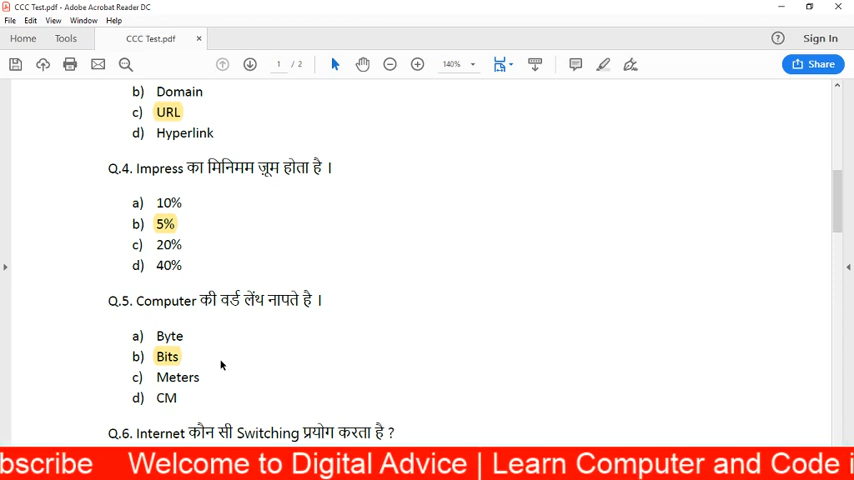 CCC Test.pdf - Adobe Acrobat Reader DC
File Edit View Window Help
Home Tools CCC Test.pdf × Sign In
1 / 2 140% Share
b) Domain
c) URL
d) Hyperlink
Q.4. Impress का मिनिमम ज़ूम होता है ।
a) 10%
b) 5%
c) 20%
d) 40%
Q.5. Computer की वर्ड लेंथ नापते है ।
a) Byte
b) Bits
c) Meters
d) CM
Q.6. Internet कौन सी Switching प्रयोग करता है ?
bscribe Welcome to Digital Advice | Learn Computer and Code i